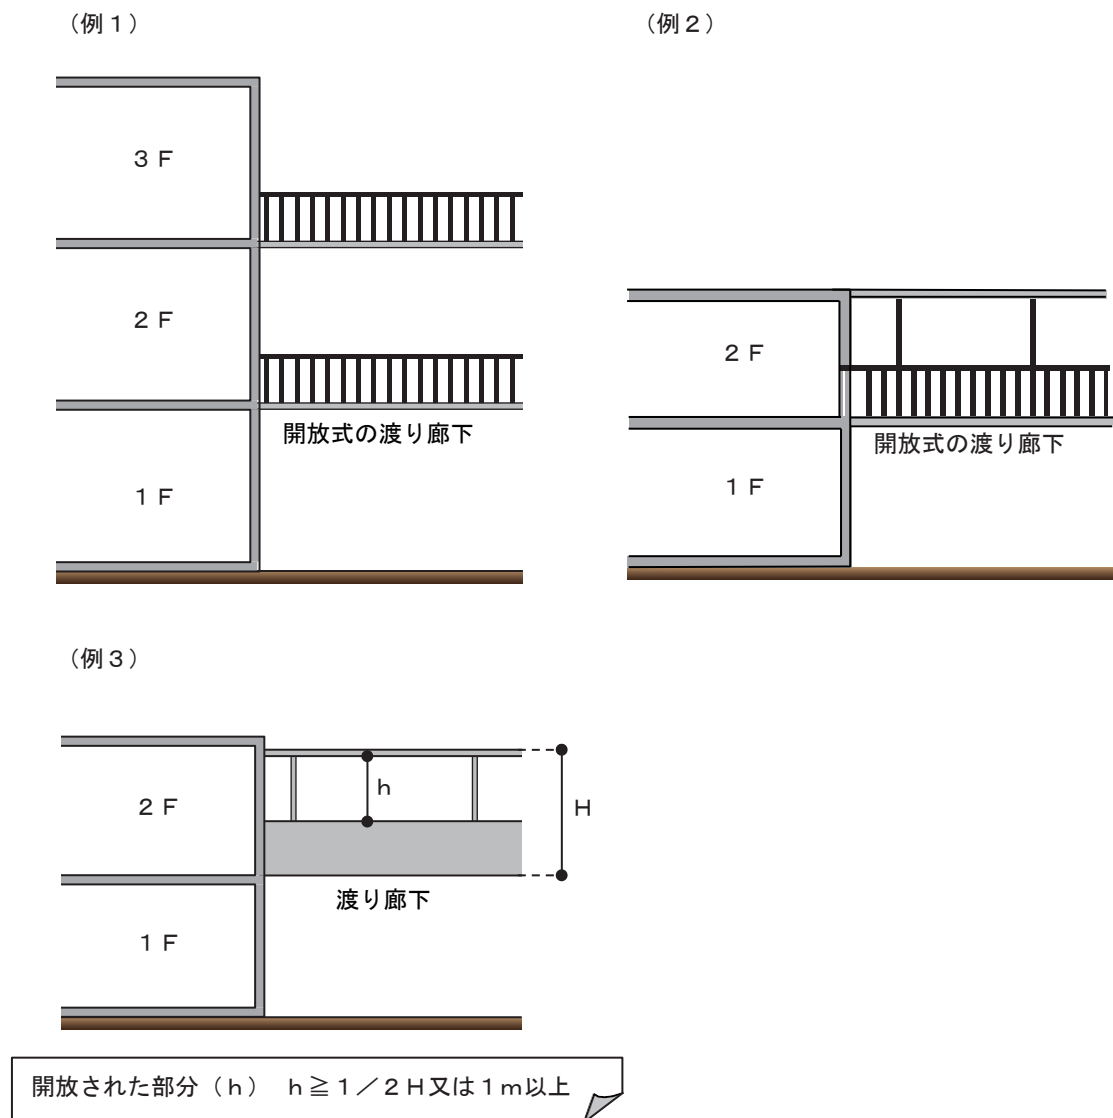 （例１）
３Ｆ
２Ｆ
開放式の渡り廊下
１Ｆ
（例２）
２Ｆ
開放式の渡り廊下
１Ｆ
（例３）
２Ｆ
ｈ
Ｈ
渡り廊下
１Ｆ
開放された部分（ｈ）　ｈ≧１／２Ｈ又は１ｍ以上